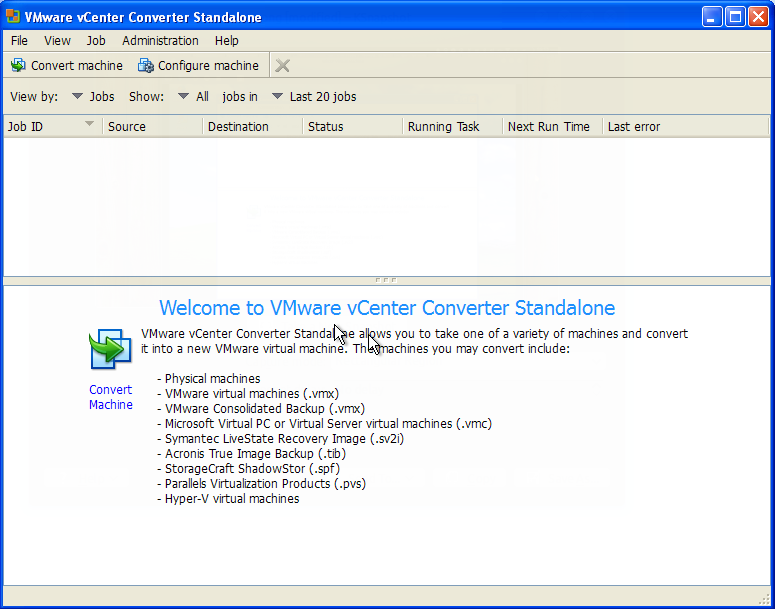 VMware vCenter Converter Standalone
File View Job Administration Help
Convert machine Configure machine
View by: Jobs Show: All jobs in Last 20 jobs
Job ID Source Destination Status Running Task Next Run Time Last error
Welcome to VMware vCenter Converter Standalone
VMware vCenter Converter Standalone allows you to take one of a variety of machines and convert
it into a new VMware virtual machine. The machines you may convert include:
Convert
Machine
- Physical machines
- VMware virtual machines (.vmx)
- VMware Consolidated Backup (.vmx)
- Microsoft Virtual PC or Virtual Server virtual machines (.vmc)
- Symantec LiveState Recovery Image (.sv2i)
- Acronis True Image Backup (.tib)
- StorageCraft ShadowStor (.spf)
- Parallels Virtualization Products (.pvs)
- Hyper-V virtual machines